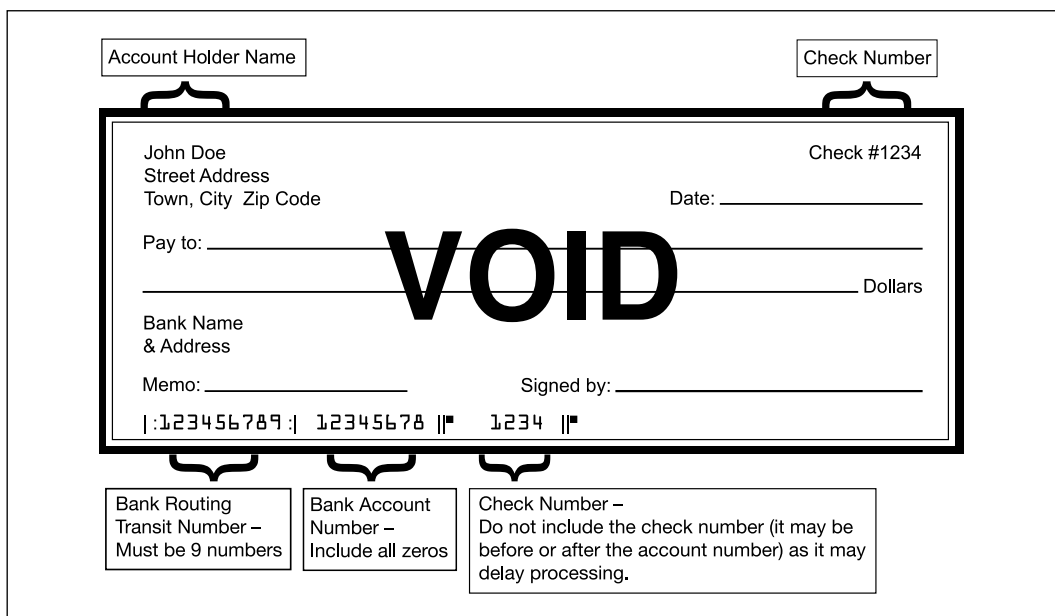 Account Holder Name
Check Number
John Doe
Check #1234
Street Address
Town, City  Zip Code
Date:
Pay to:
VOID
Dollars
Bank Name
& Address
Memo:
Signed by:
|:123456789:| 12345678 ||■ 1234 ||■
Bank Routing
Transit Number –
Must be 9 numbers
Bank Account
Number –
Include all zeros
Check Number –
Do not include the check number (it may be
before or after the account number) as it may
delay processing.